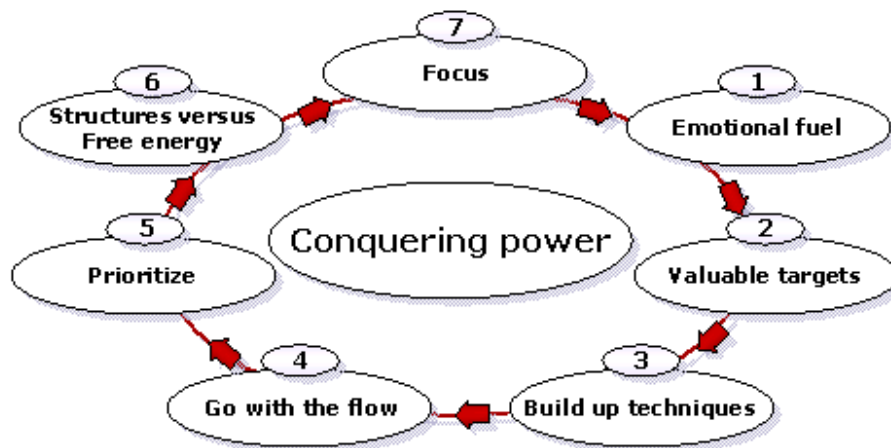 7
Focus
1
Emotional fuel
2
Valuable targets
3
Build up techniques
4
Go with the flow
5
Prioritize
6
Structures versus
Free energy
Conquering power